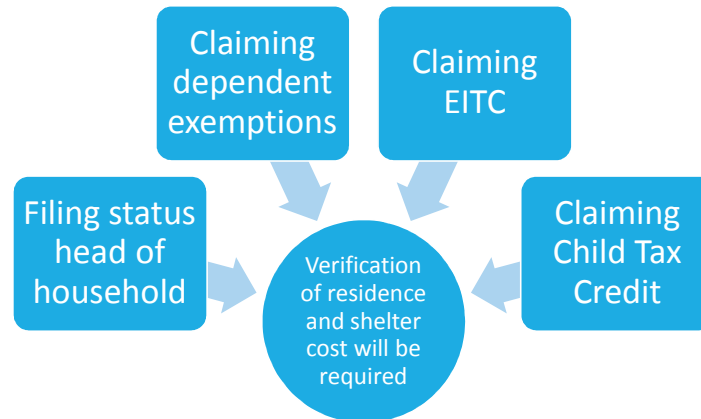 Claiming
dependent
exemptions
Claiming
EITC
Filing status
head of
household
Verification
of residence
and shelter
cost will be
required
Claiming
Child Tax
Credit